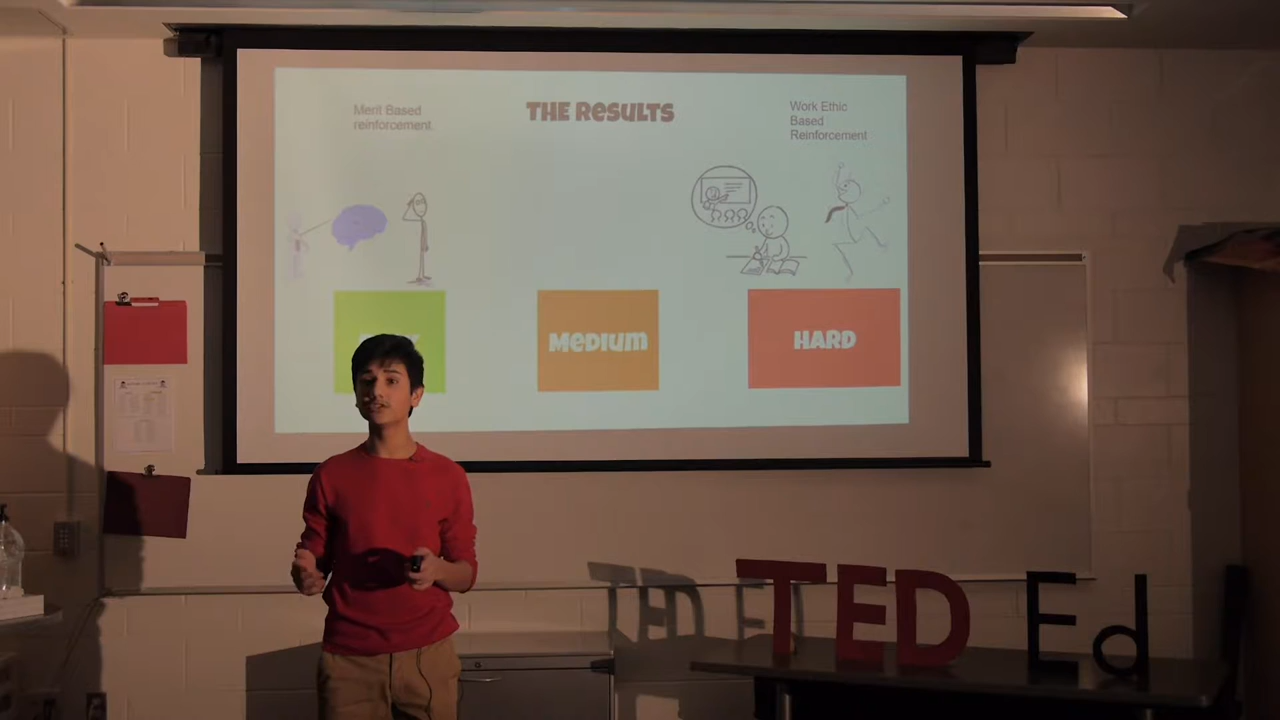 Merit Based
reinforcement
THE RESULTS
Work Ethic
Based
Reinforcement
MEDIUM
HARD
TED Ed